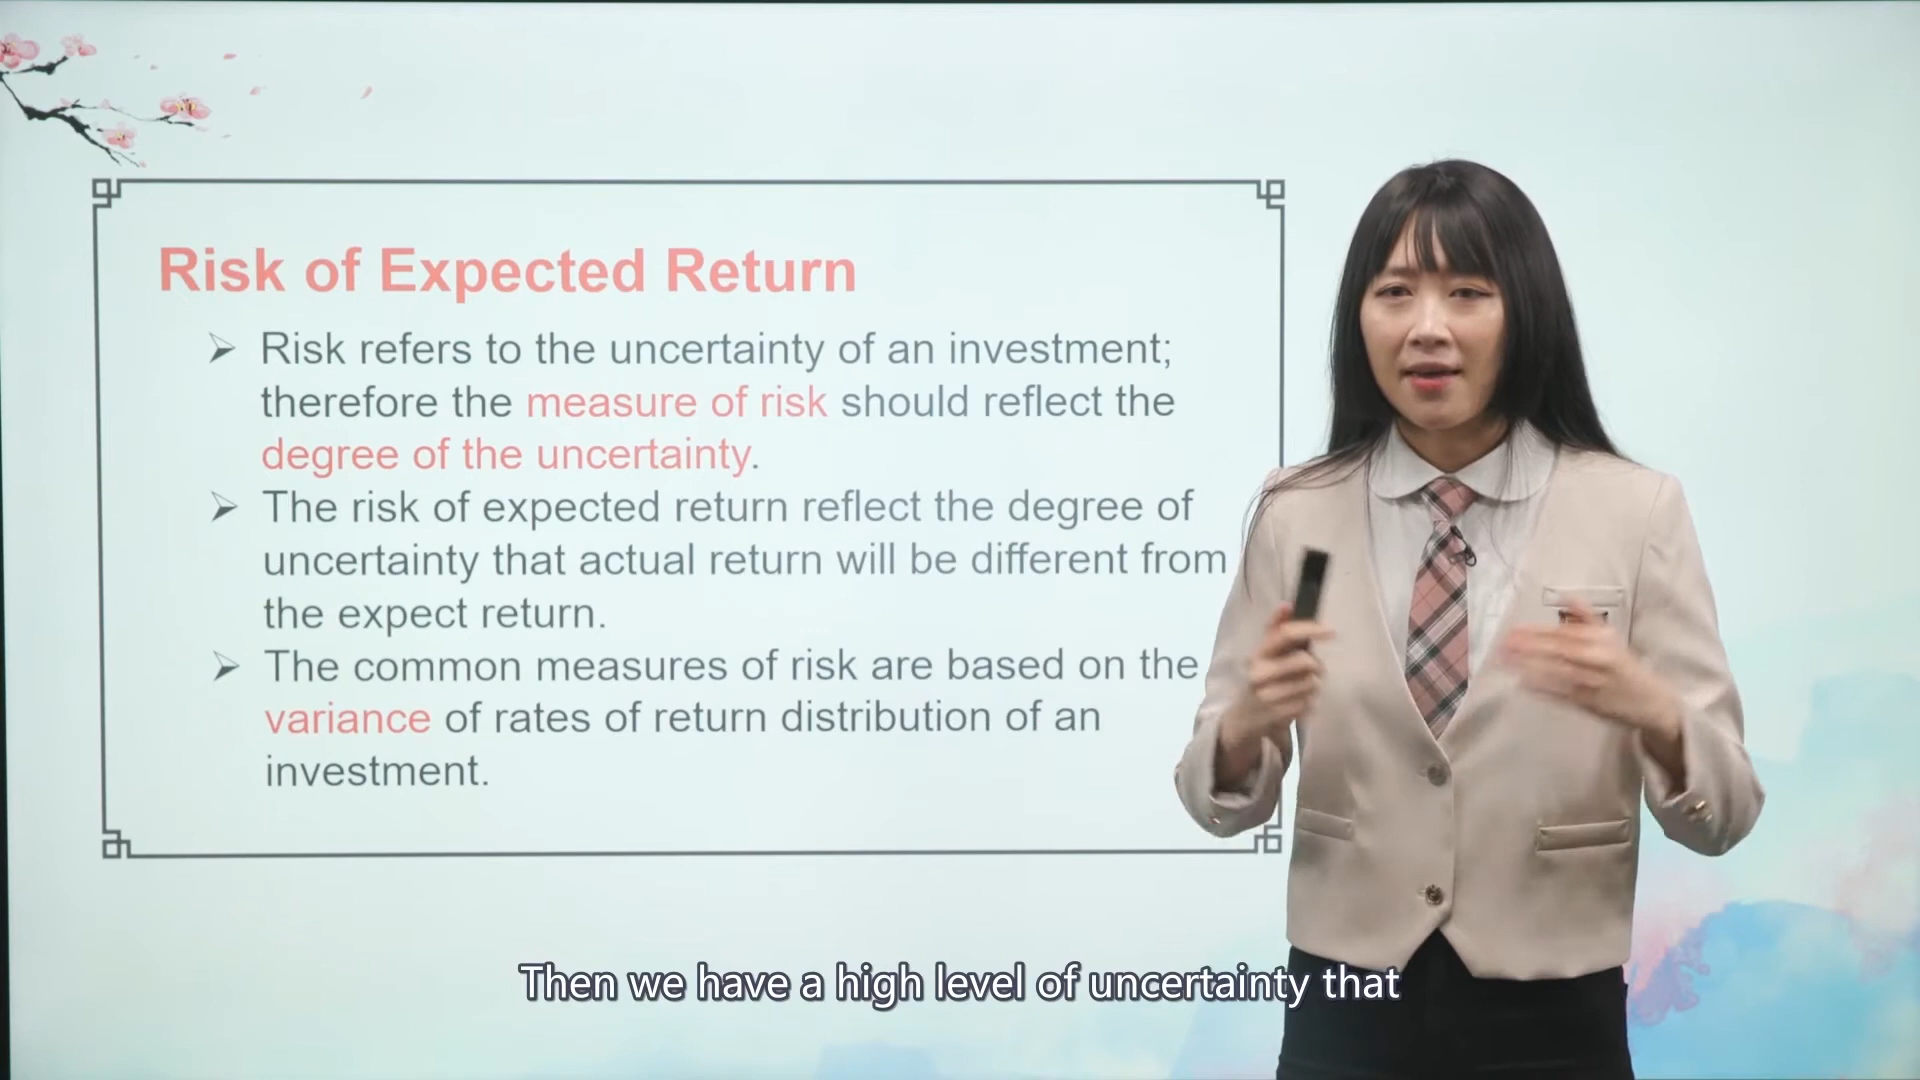 Risk of Expected Return
Risk refers to the uncertainty of an investment;
therefore the measure of risk should reflect the
degree of the uncertainty.
The risk of expected return reflect the degree of
uncertainty that actual return will be different from
the expect return.
The common measures of risk are based on the
variance of rates of return distribution of an
investment.
Then we have a high level of uncertainty that